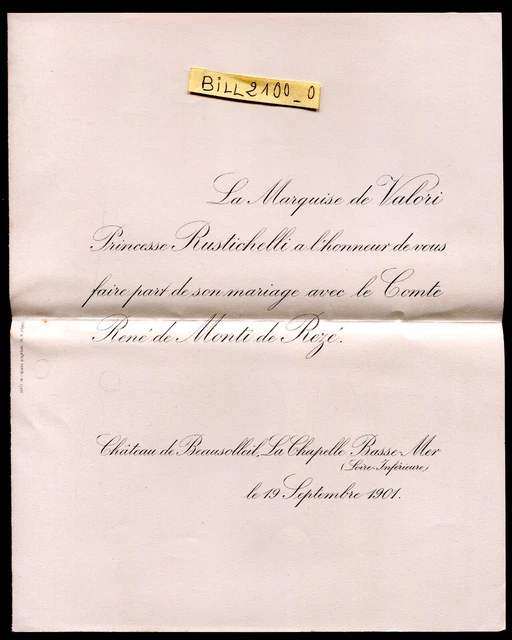 BiLL2100_0
La Marquise de Valori
Princesse Rustichelli a l'honneur de vous
faire part de son mariage avec le Comte
René de Monti de Rezé.
Château de Beausolleil, La Chapelle Basse-Mer
(Loire-Inférieure)
le 19 Septembre 1901.